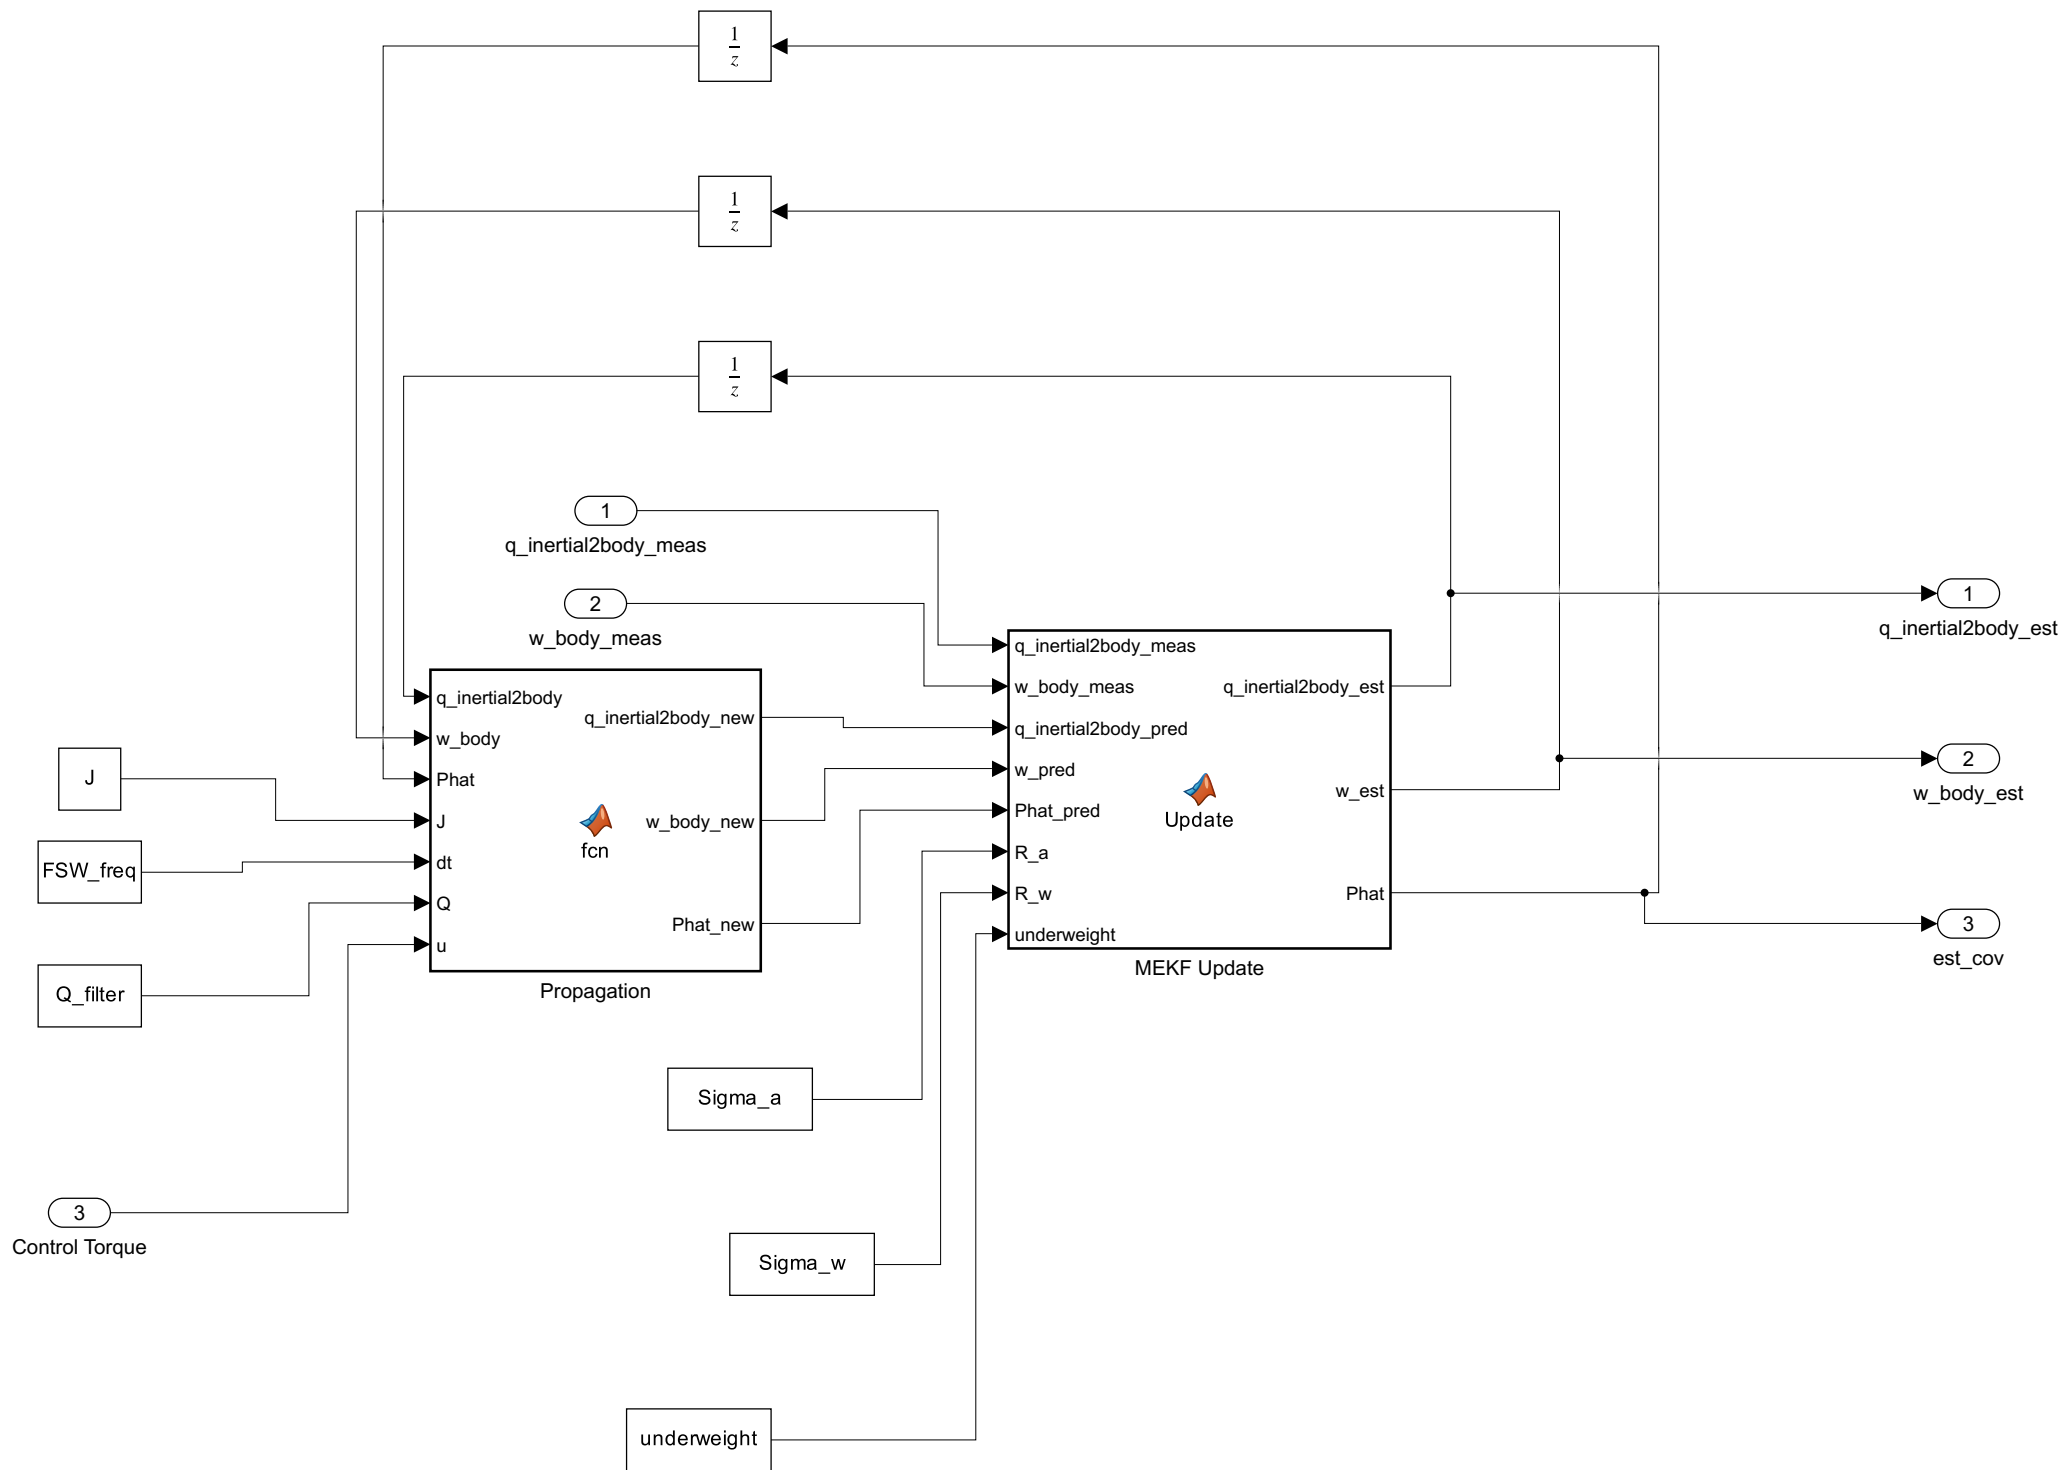 1
z
1
z
1
z
1
q_inertial2body_meas
2
w_body_meas
J
FSW_freq
Q_filter
3
Control Torque
q_inertial2body
w_body
Phat
J
dt
Q
u
fcn
q_inertial2body_new
w_body_new
Phat_new
Propagation
Sigma_a
Sigma_w
underweight
q_inertial2body_meas
w_body_meas
q_inertial2body_pred
w_pred
Phat_pred
R_a
R_w
underweight
Update
q_inertial2body_est
w_est
Phat
MEKF Update
1
q_inertial2body_est
2
w_body_est
3
est_cov